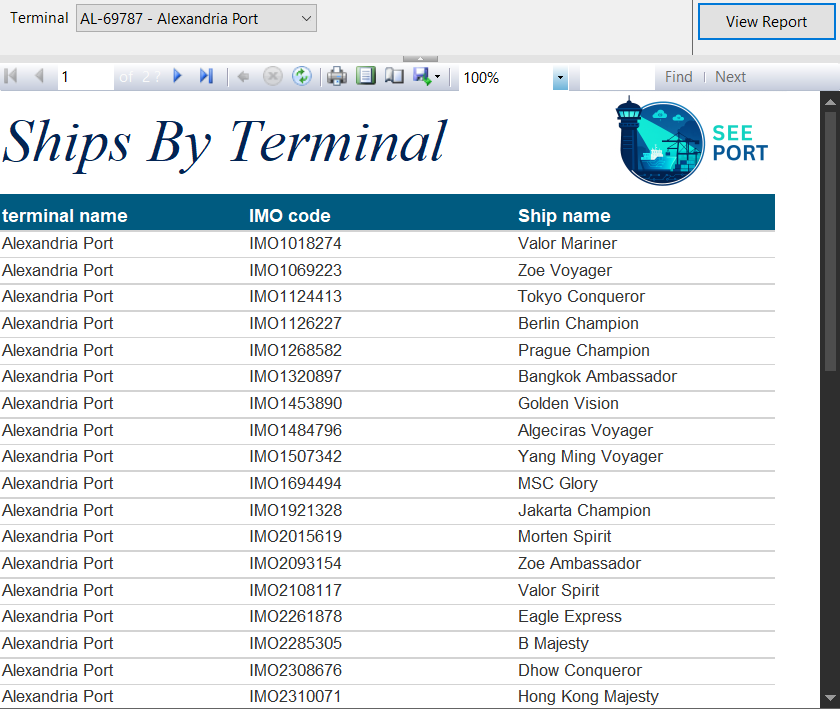 Terminal AL-69787 - Alexandria Port View Report
1 of 2 ? 100% Find | Next
Ships By Terminal
SEE
PORT
terminal name IMO code Ship name
Alexandria Port IMO1018274 Valor Mariner
Alexandria Port IMO1069223 Zoe Voyager
Alexandria Port IMO1124413 Tokyo Conqueror
Alexandria Port IMO1126227 Berlin Champion
Alexandria Port IMO1268582 Prague Champion
Alexandria Port IMO1320897 Bangkok Ambassador
Alexandria Port IMO1453890 Golden Vision
Alexandria Port IMO1484796 Algeciras Voyager
Alexandria Port IMO1507342 Yang Ming Voyager
Alexandria Port IMO1694494 MSC Glory
Alexandria Port IMO1921328 Jakarta Champion
Alexandria Port IMO2015619 Morten Spirit
Alexandria Port IMO2093154 Zoe Ambassador
Alexandria Port IMO2108117 Valor Spirit
Alexandria Port IMO2261878 Eagle Express
Alexandria Port IMO2285305 B Majesty
Alexandria Port IMO2308676 Dhow Conqueror
Alexandria Port IMO2310071 Hong Kong Majesty